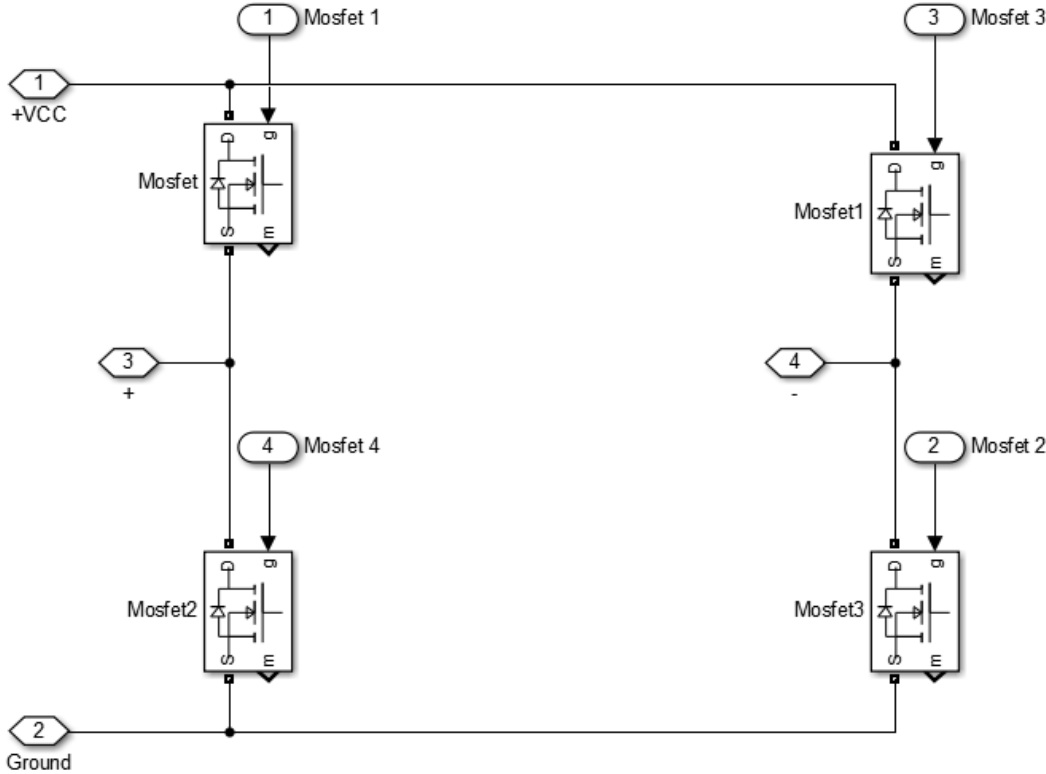 1 Mosfet 1
3 Mosfet 3
1
+VCC
D g
Mosfet
S m
D g
Mosfet1
S m
3
+
4
-
4 Mosfet 4
2 Mosfet 2
D g
Mosfet2
S m
D g
Mosfet3
S m
2
Ground